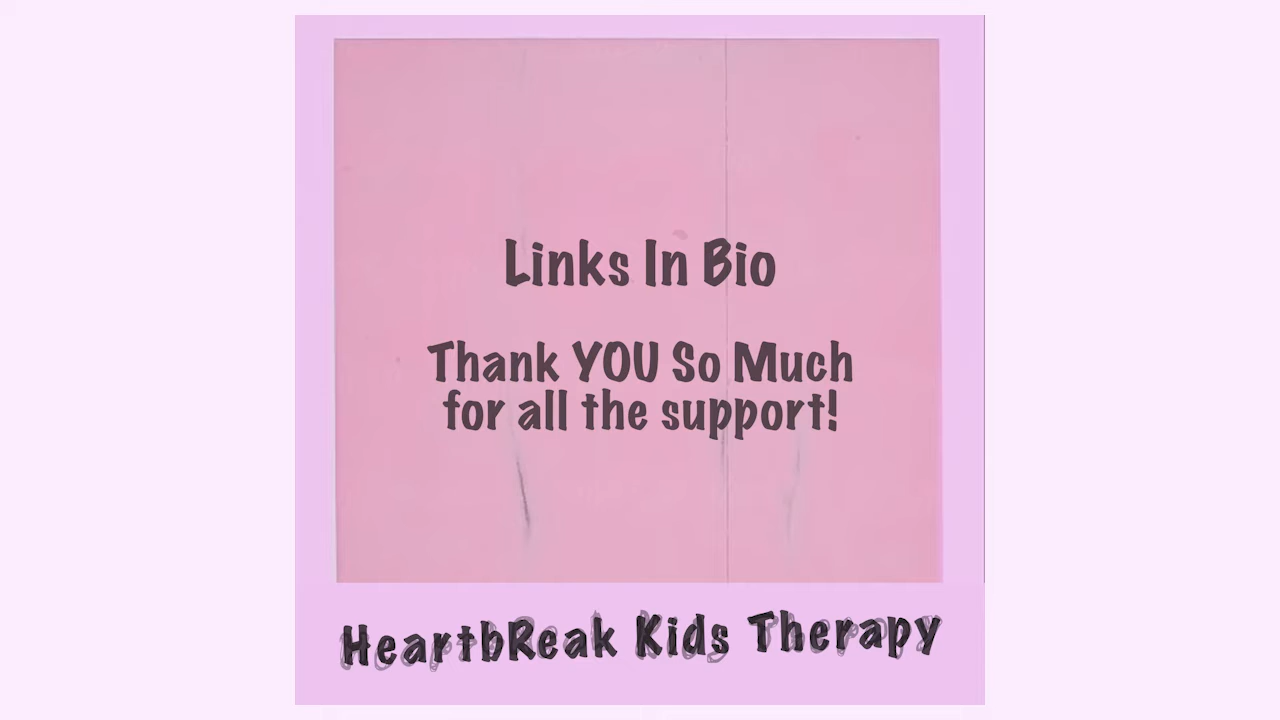 Links In Bio
Thank YOU So Much
for all the support!
HeartbReak Kids Therapy